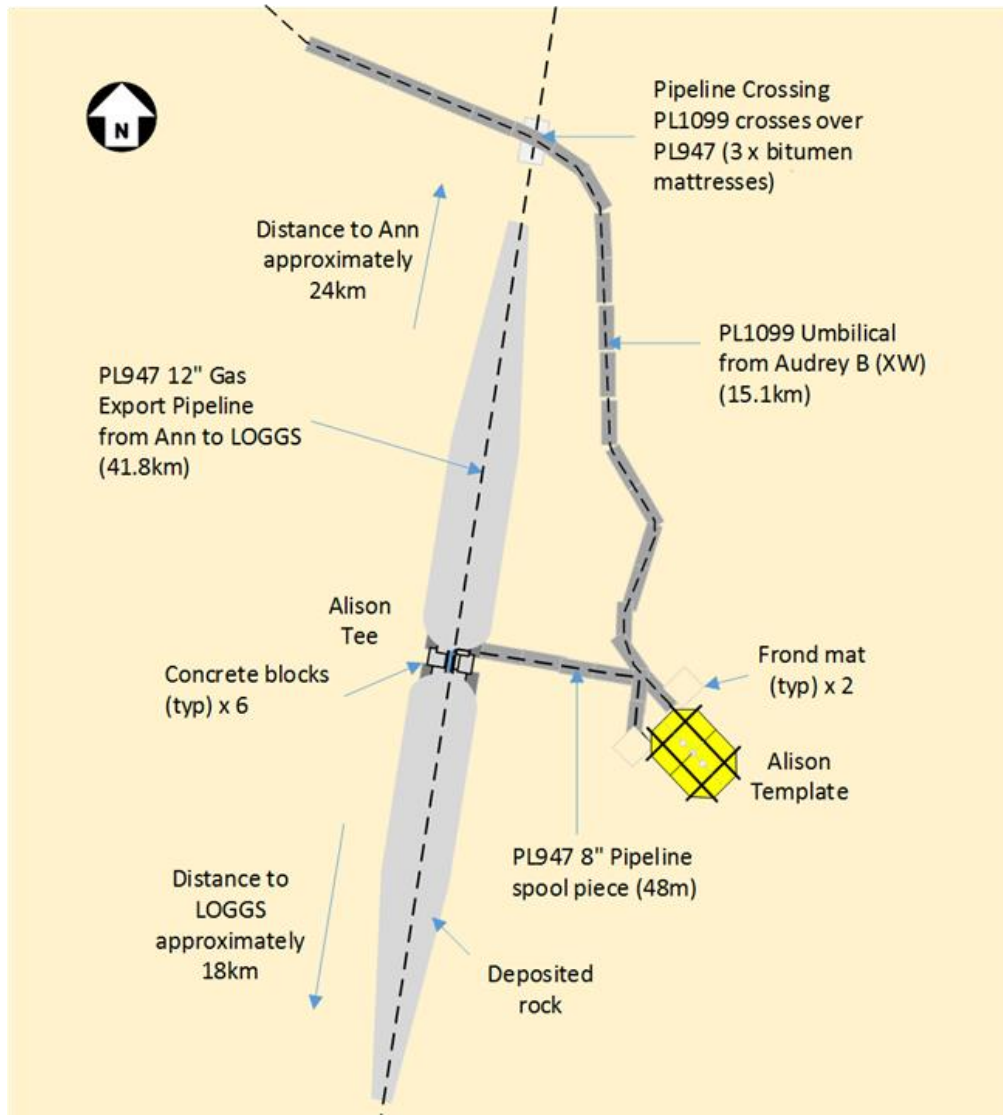 N
Pipeline Crossing
PL1099 crosses over
PL947 (3 x bitumen
mattresses)
Distance to Ann
approximately
24km
PL1099 Umbilical
from Audrey B (XW)
(15.1km)
PL947 12" Gas
Export Pipeline
from Ann to LOGGS
(41.8km)
Alison
Tee
Concrete blocks
(typ) x 6
Frond mat
(typ) x 2
Alison
Template
PL947 8" Pipeline
spool piece (48m)
Distance to
LOGGS
approximately
18km
Deposited
rock